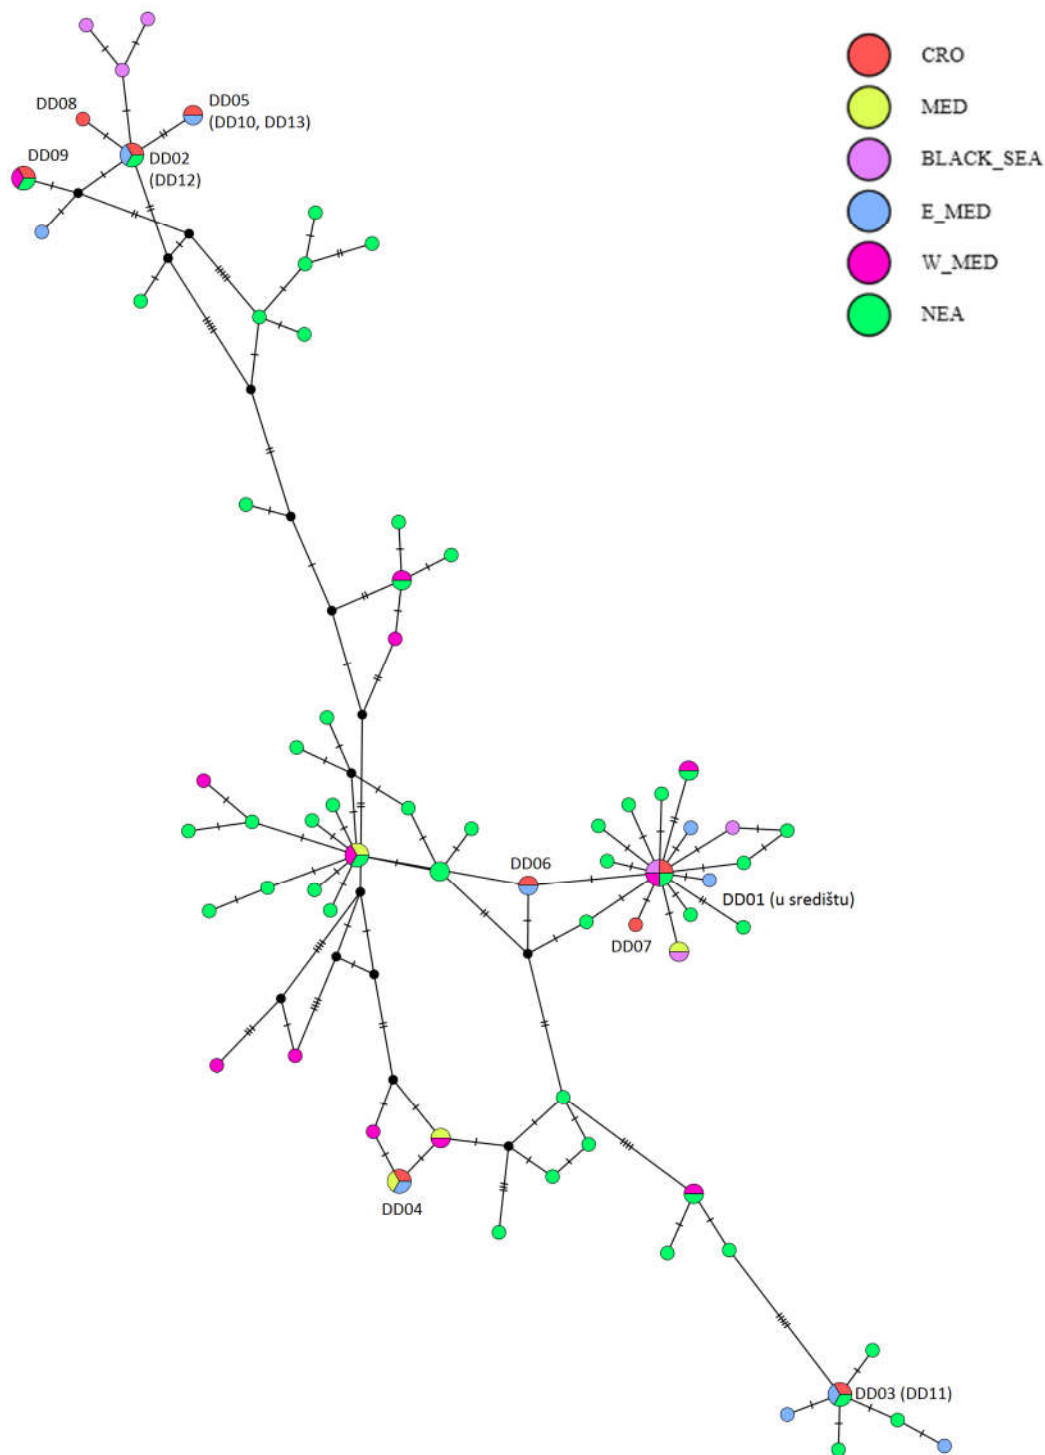 CRO
MED
BLACK_SEA
E_MED
W_MED
NEA
DD08
DD05
(DD10, DD13)
DD09
DD02
(DD12)
DD06
DD01 (u središtu)
DD07
DD04
DD03 (DD11)